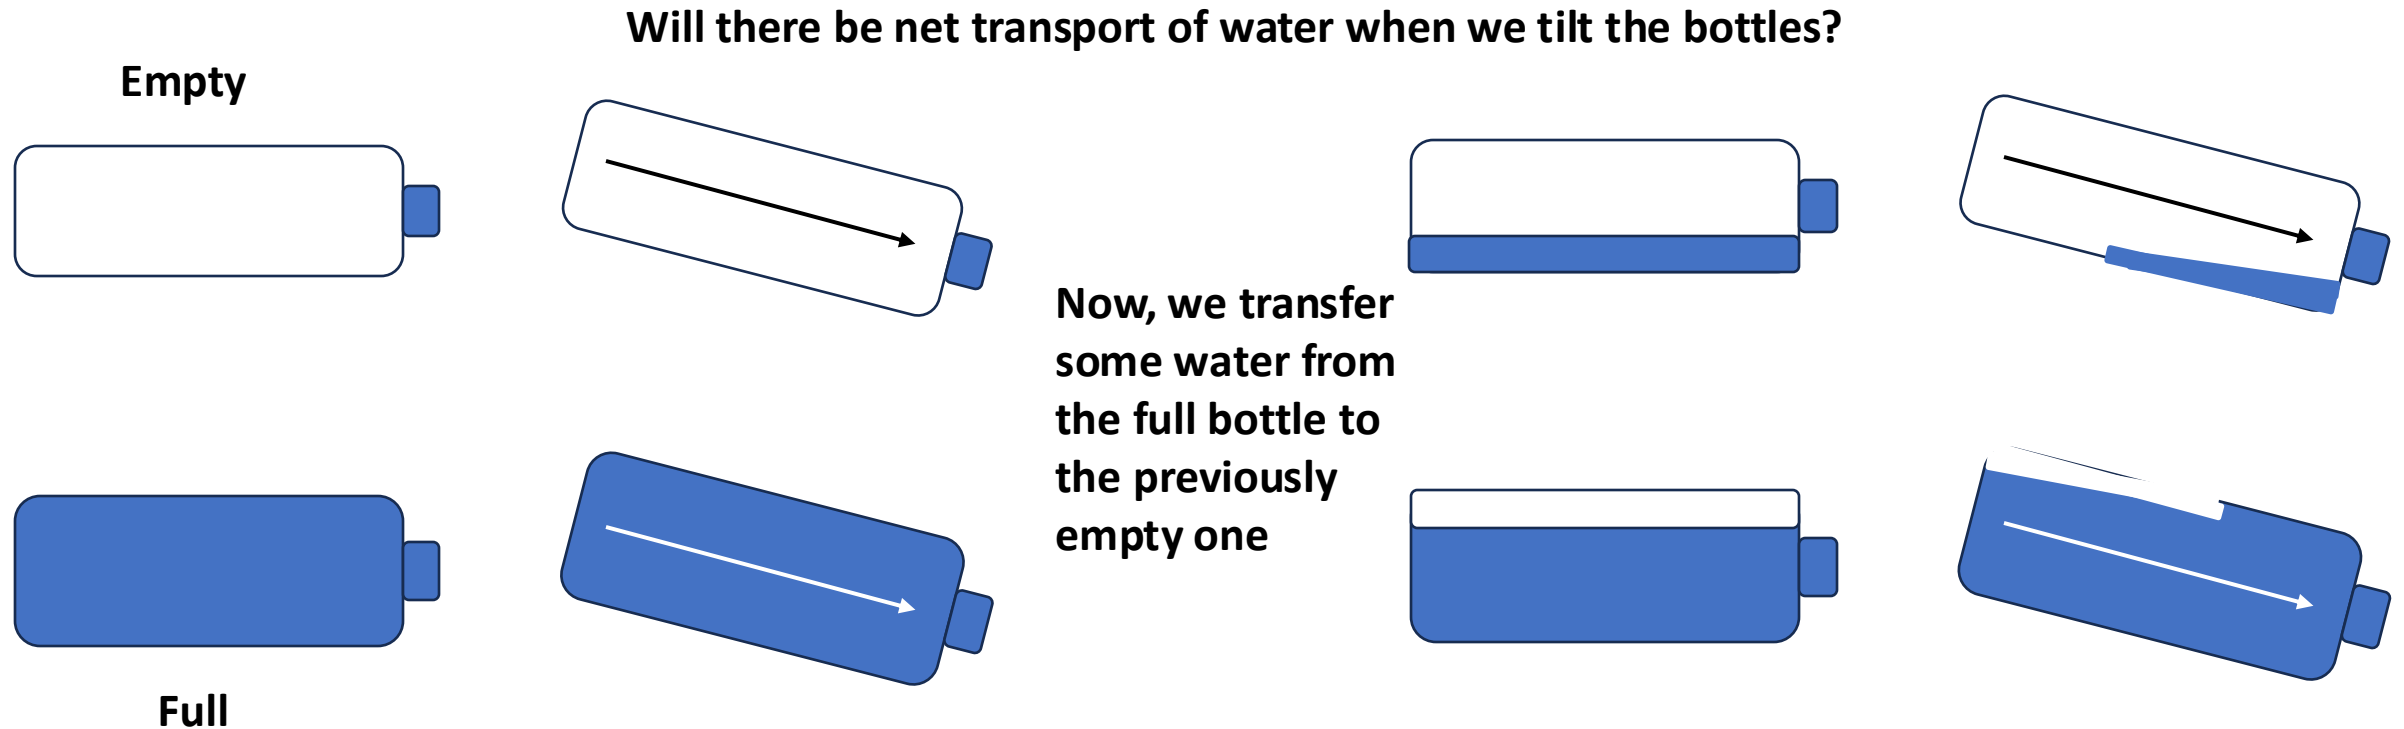 Will there be net transport of water when we tilt the bottles?
Empty
Now, we transfer
some water from
the full bottle to
the previously
empty one
Full